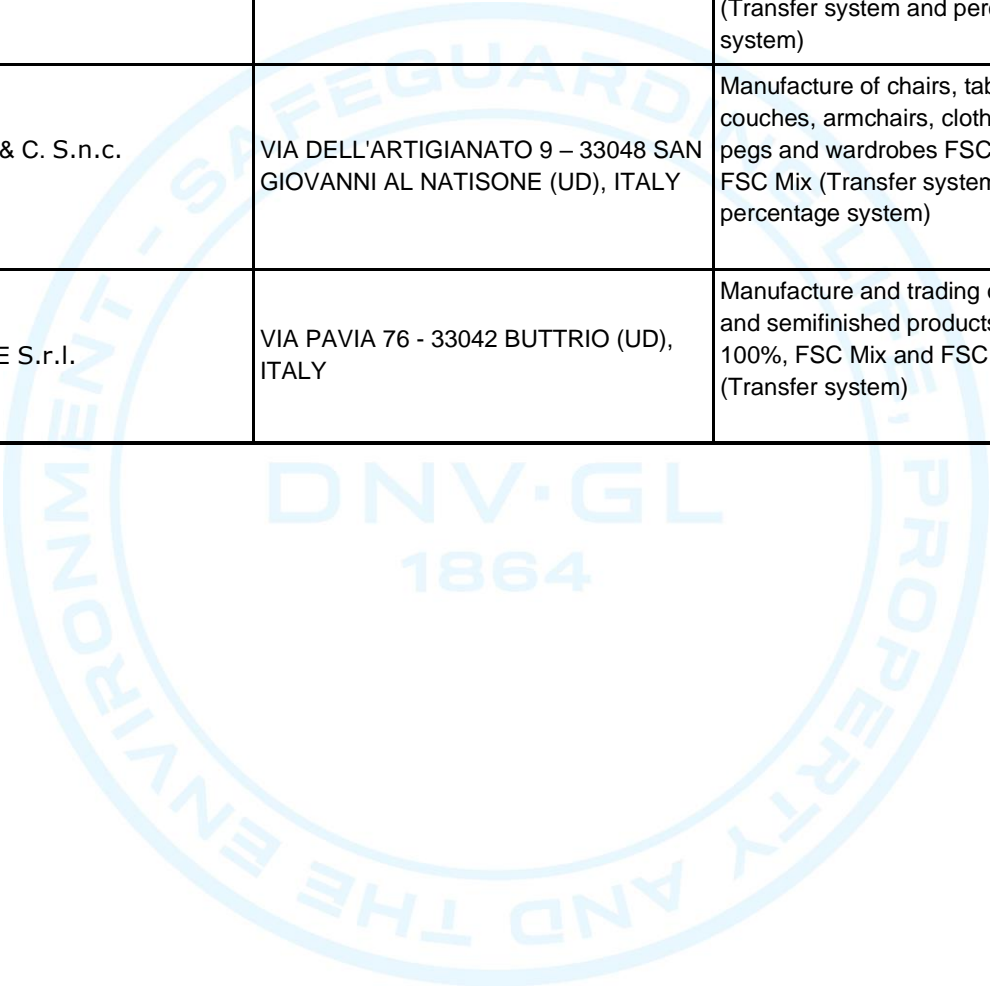 (Transfer system and
system)
& C. S.n.c.
VIA DELL'ARTIGIANATO 9 – 33048 SAN
GIOVANNI AL NATISONE (UD), ITALY
Manufacture of chairs,
couches, armchairs,
pegs and wardrobes FSC
FSC Mix (Transfer system
percentage system)
S.r.l.
VIA PAVIA 76 - 33042 BUTTRIO (UD),
ITALY
Manufacture and trading
and semifinished products
100%, FSC Mix and FSC
(Transfer system)
SAFEGUARDING LIFE, PROPERTY AND THE ENVIRONMENT -
DNV·GL
1864